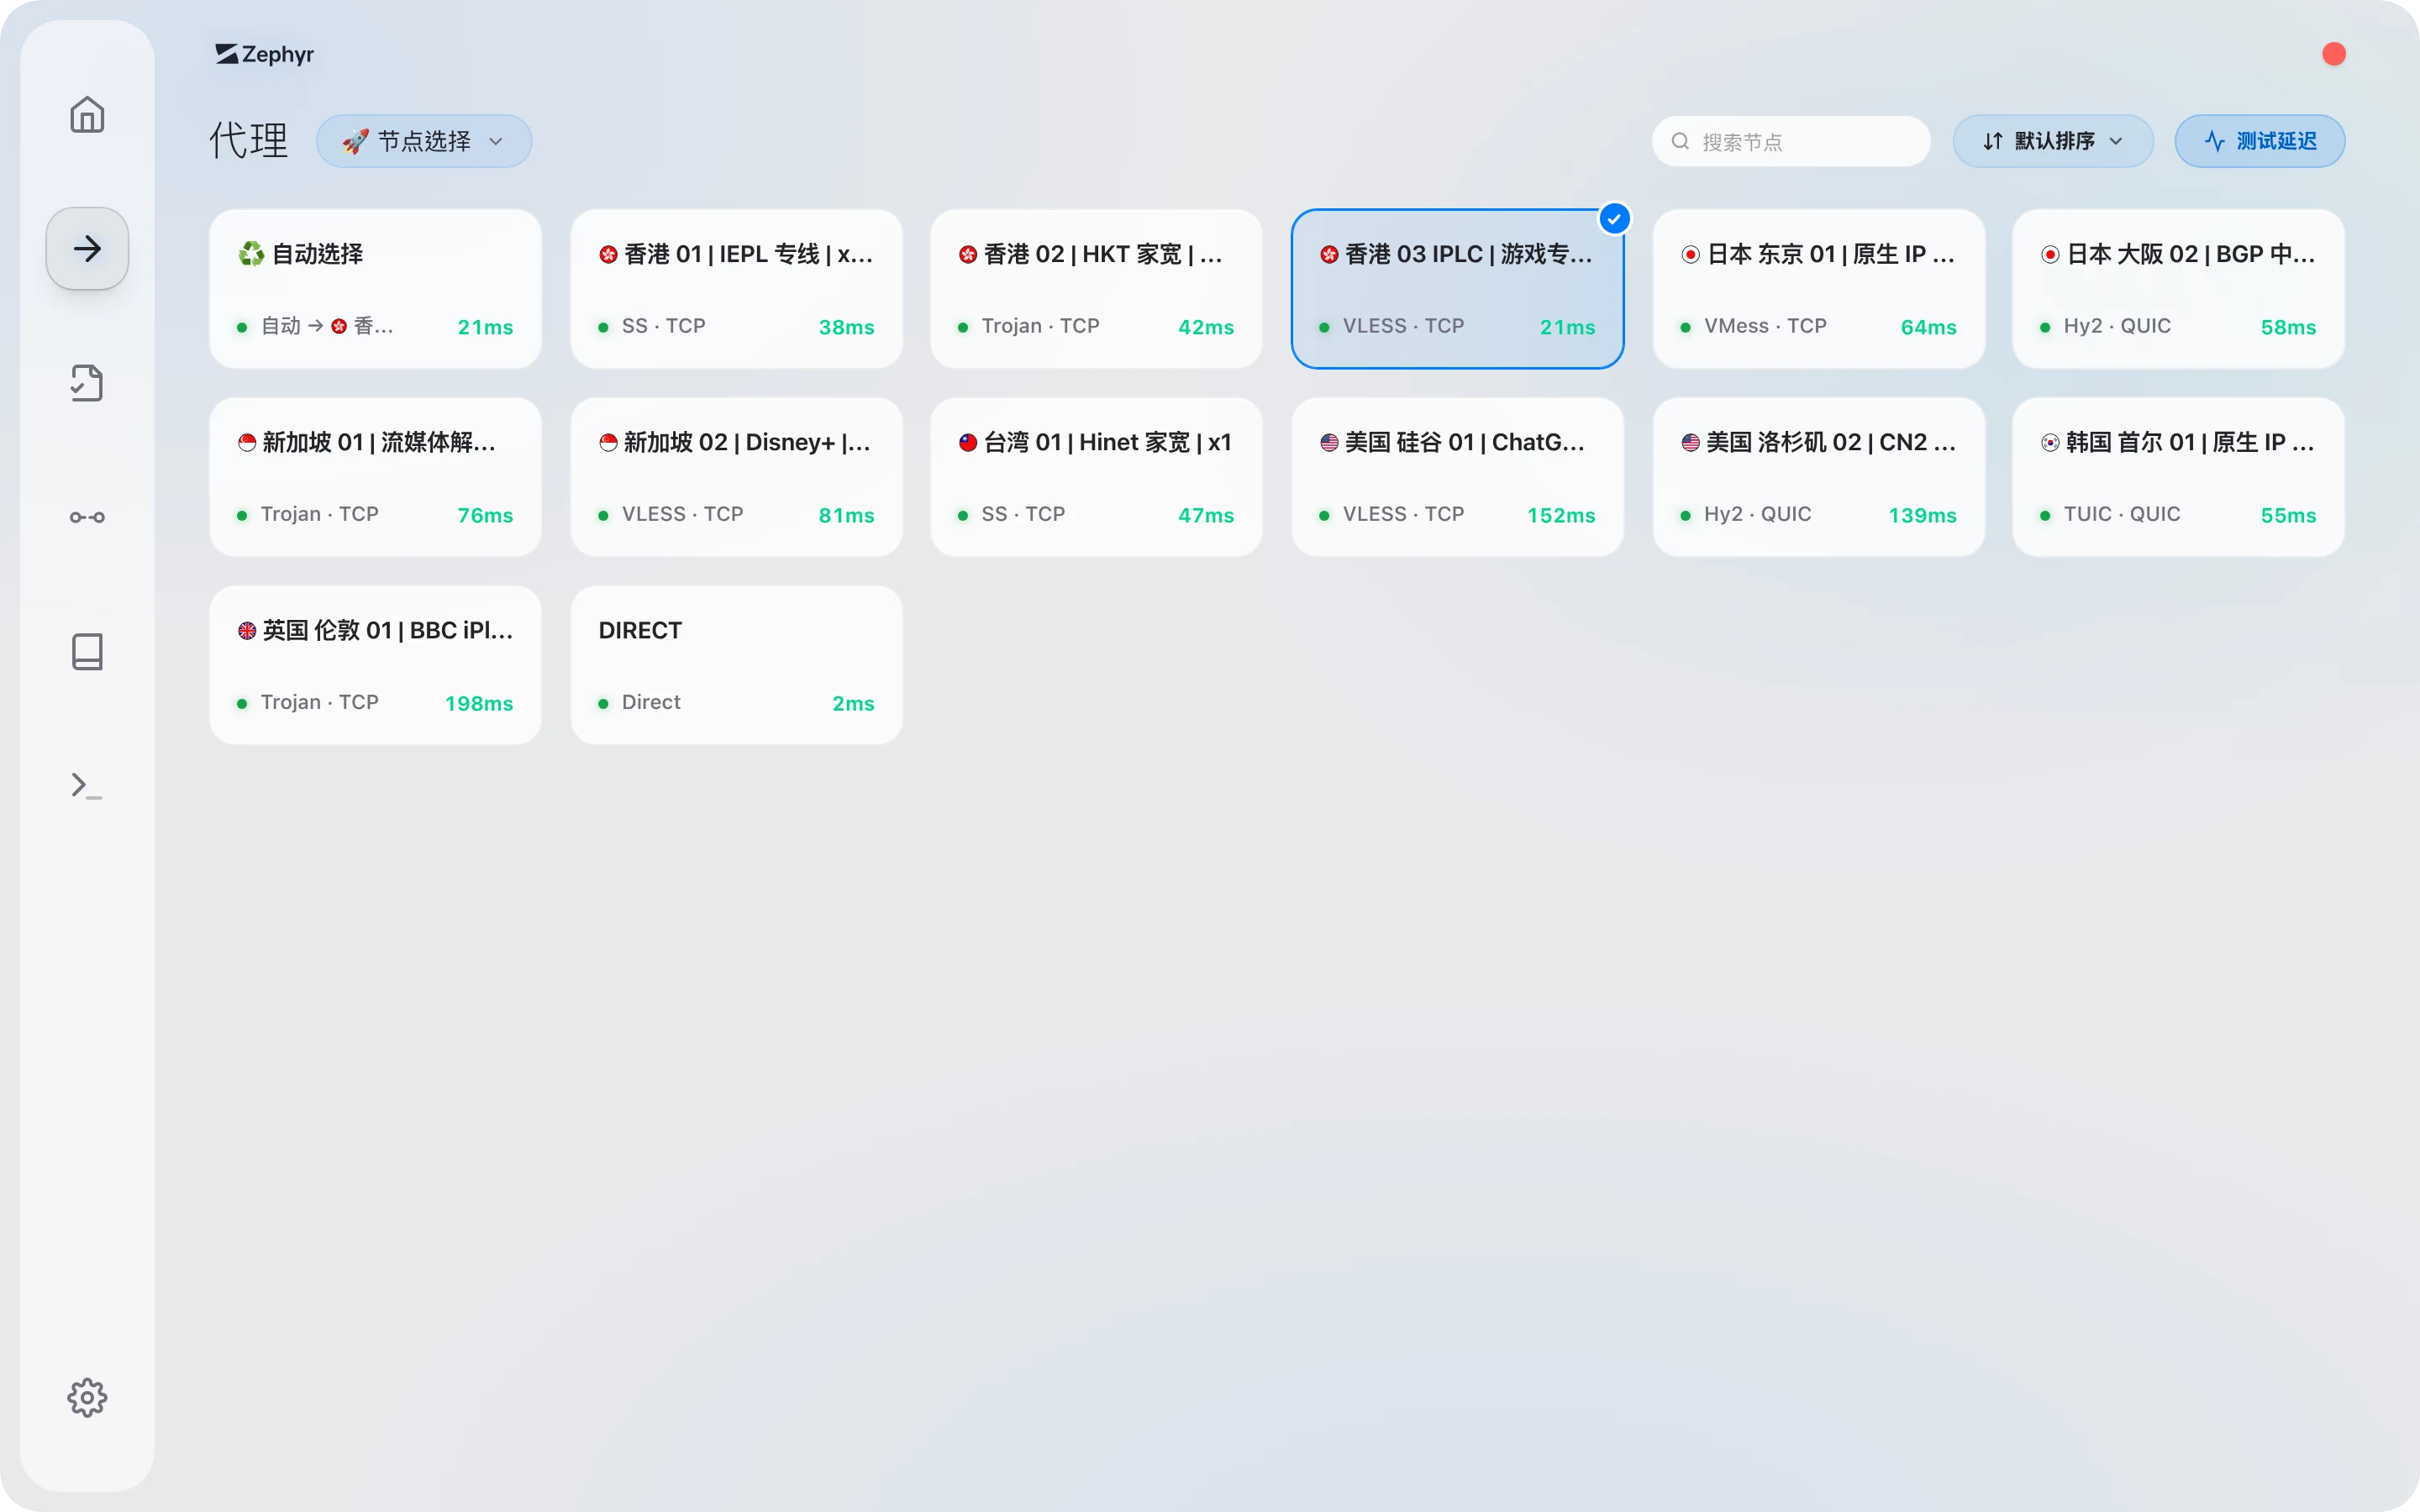 Zephyr
代理
🚀 节点选择
搜索节点
默认排序
测试延迟
♻️ 自动选择
自动 → 🇭🇰 香...
21ms
🇭🇰 香港 01 | IEPL 专线 | x...
SS · TCP
38ms
🇭🇰 香港 02 | HKT 家宽 | ...
Trojan · TCP
42ms
🇭🇰 香港 03 IPLC | 游戏专...
VLESS · TCP
21ms
🇯🇵 日本 东京 01 | 原生 IP ...
VMess · TCP
64ms
🇯🇵 日本 大阪 02 | BGP 中...
Hy2 · QUIC
58ms
🇸🇬 新加坡 01 | 流媒体解...
Trojan · TCP
76ms
🇸🇬 新加坡 02 | Disney+ |...
VLESS · TCP
81ms
🇹🇼 台湾 01 | Hinet 家宽 | x1
SS · TCP
47ms
🇺🇸 美国 硅谷 01 | ChatG...
VLESS · TCP
152ms
🇺🇸 美国 洛杉矶 02 | CN2 ...
Hy2 · QUIC
139ms
🇰🇷 韩国 首尔 01 | 原生 IP ...
TUIC · QUIC
55ms
🇬🇧 英国 伦敦 01 | BBC iPl...
Trojan · TCP
198ms
DIRECT
Direct
2ms